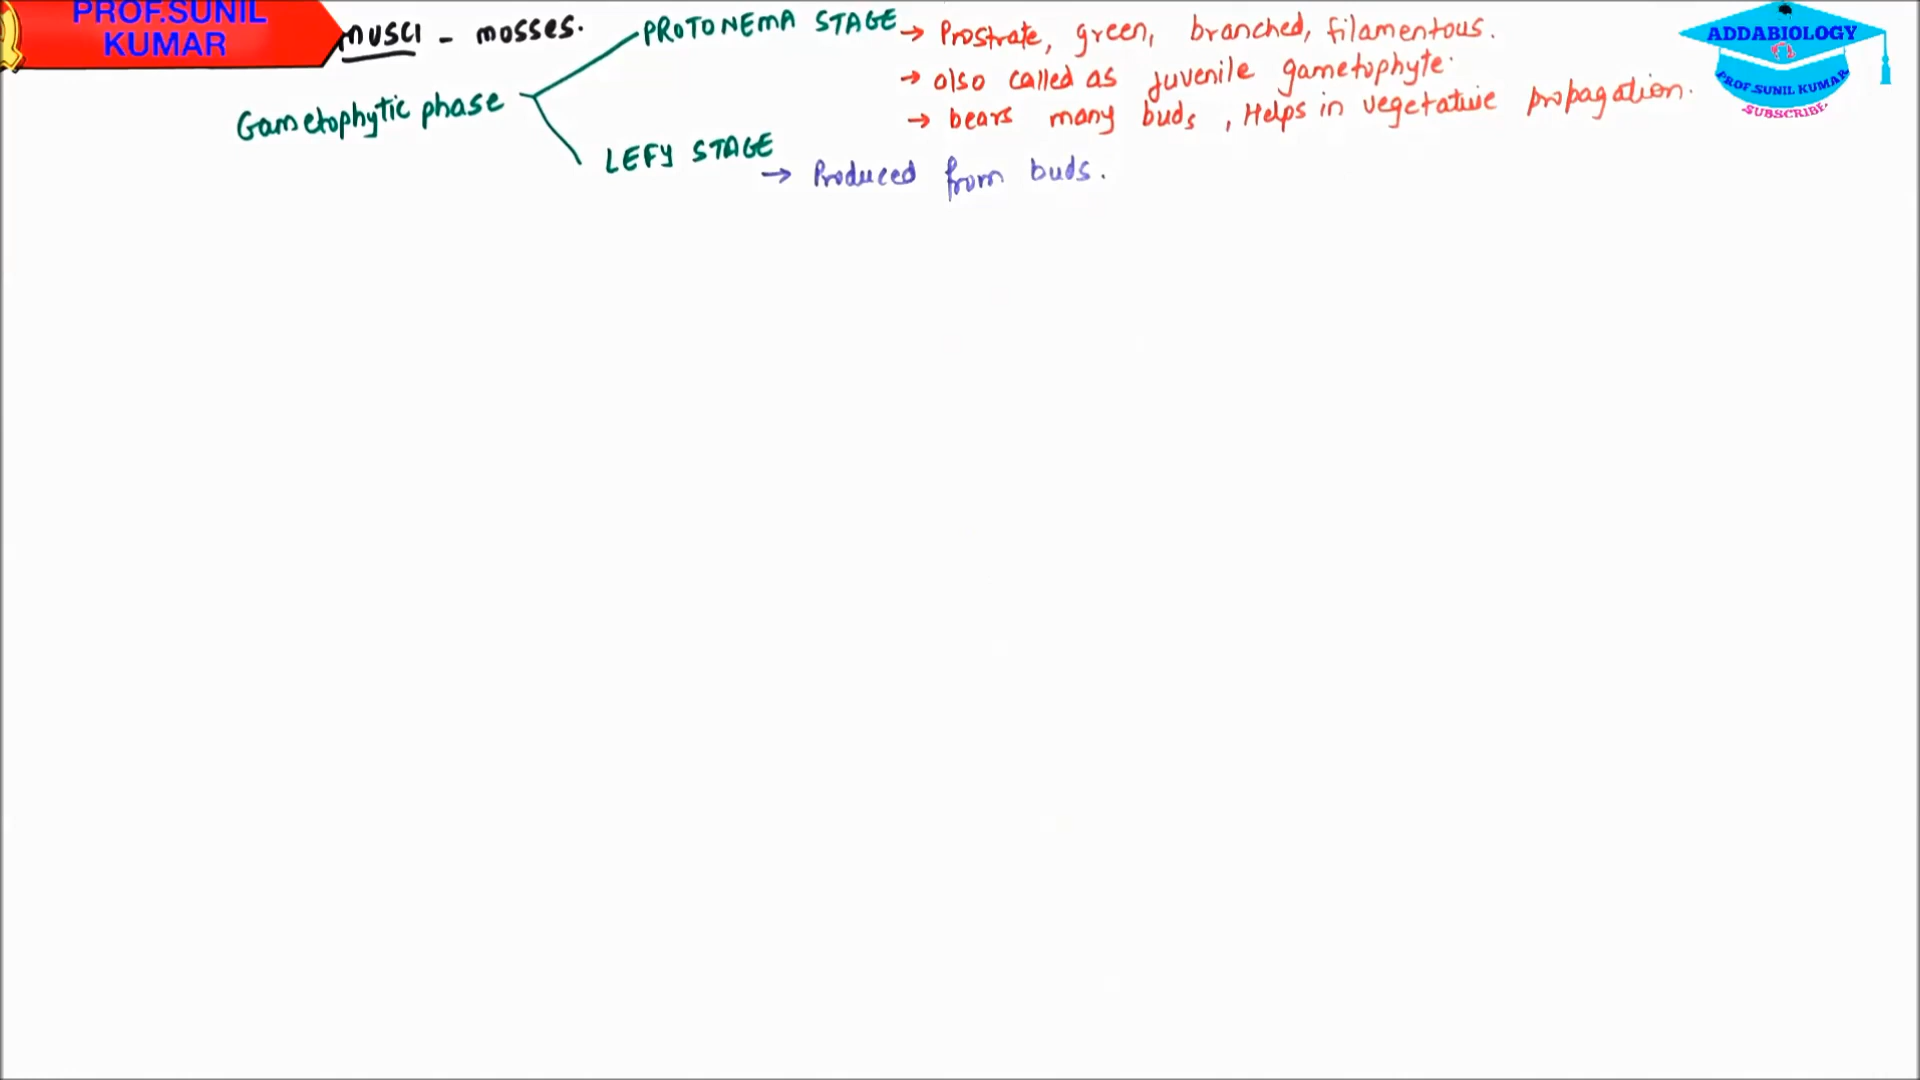 PROF.SUNIL
KUMAR
MUSCI - mosses.
Gametophytic phase
PROTONEMA STAGE → Prostrate, green, branched, filamentous.
→ also called as juvenile gametophyte.
→ bears many buds, Helps in vegetative propagation.
LEFY STAGE
→ Produced from buds.
ADDABIOLOGY
PROF.SUNIL KUMAR
SUBSCRIBE